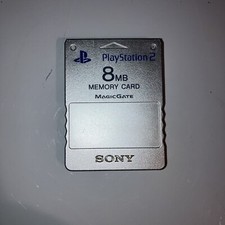 PlayStation 2
8MB
MEMORY CARD
MAGICGATE
SONY